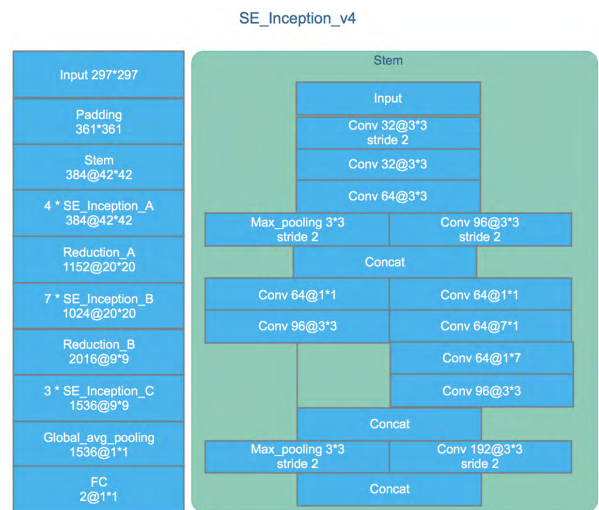 SE_Inception_v4
Input 297*297
Padding
361*361
Stem
384@42*42
4 * SE_Inception_A
384@42*42
Reduction_A
1152@20*20
7 * SE_Inception_B
1024@20*20
Reduction_B
2016@9*9
3 * SE_Inception_C
1536@9*9
Global_avg_pooling
1536@1*1
FC
2@1*1
Stem
Input
Conv 32@3*3
stride 2
Conv 32@3*3
Conv 64@3*3
Max_pooling 3*3
stride 2
Conv 96@3*3
stride 2
Concat
Conv 64@1*1
Conv 64@1*1
Conv 96@3*3
Conv 64@7*1
Conv 64@1*7
Conv 96@3*3
Concat
Max_pooling 3*3
stride 2
Conv 192@3*3
sride 2
Concat